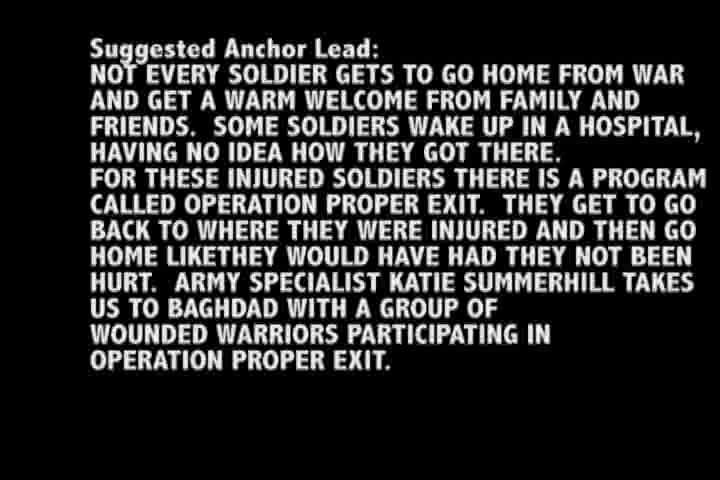 Suggested Anchor Lead:
NOT EVERY SOLDIER GETS TO GO HOME FROM WAR
AND GET A WARM WELCOME FROM FAMILY AND
FRIENDS.  SOME SOLDIERS WAKE UP IN A HOSPITAL,
HAVING NO IDEA HOW THEY GOT THERE.
FOR THESE INJURED SOLDIERS THERE IS A PROGRAM
CALLED OPERATION PROPER EXIT.  THEY GET TO GO
BACK TO WHERE THEY WERE INJURED AND THEN GO
HOME LIKETHEY WOULD HAVE HAD THEY NOT BEEN
HURT.  ARMY SPECIALIST KATIE SUMMERHILL TAKES
US TO BAGHDAD WITH A GROUP OF
WOUNDED WARRIORS PARTICIPATING IN
OPERATION PROPER EXIT.